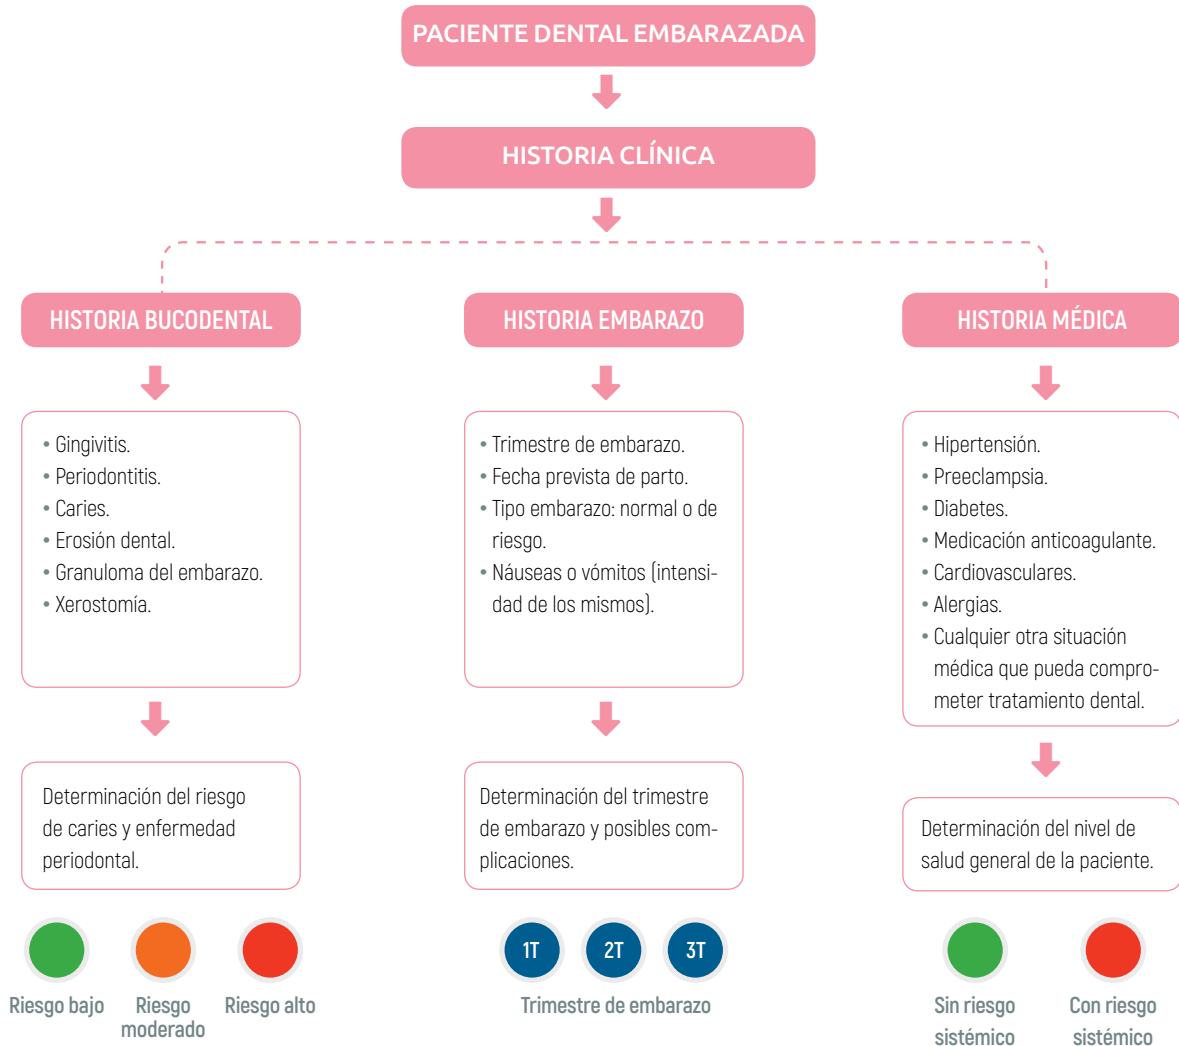 PACIENTE DENTAL EMBARAZADA
HISTORIA CLÍNICA
HISTORIA BUCODENTAL
• Gingivitis.
• Periodontitis.
• Caries.
• Erosión dental.
• Granuloma del embarazo.
• Xerostomía.
Determinación del riesgo
de caries y enfermedad
periodontal.
Riesgo bajo
Riesgo
moderado
Riesgo alto
HISTORIA EMBARAZO
• Trimestre de embarazo.
• Fecha prevista de parto.
• Tipo embarazo: normal o de
riesgo.
• Náuseas o vómitos (intensi-
dad de los mismos).
Determinación del trimestre
de embarazo y posibles com-
plicaciones.
1T
2T
3T
Trimestre de embarazo
HISTORIA MÉDICA
• Hipertensión.
• Preeclampsia.
• Diabetes.
• Medicación anticoagulante.
• Cardiovasculares.
• Alergias.
• Cualquier otra situación
médica que pueda compro-
meter tratamiento dental.
Determinación del nivel de
salud general de la paciente.
Sin riesgo
sistémico
Con riesgo
sistémico